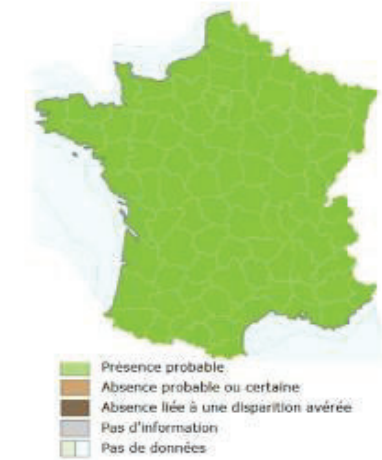 Présence probable
Absence probable ou certaine
Absence liée à une disparition avérée
Pas d'information
Pas de données